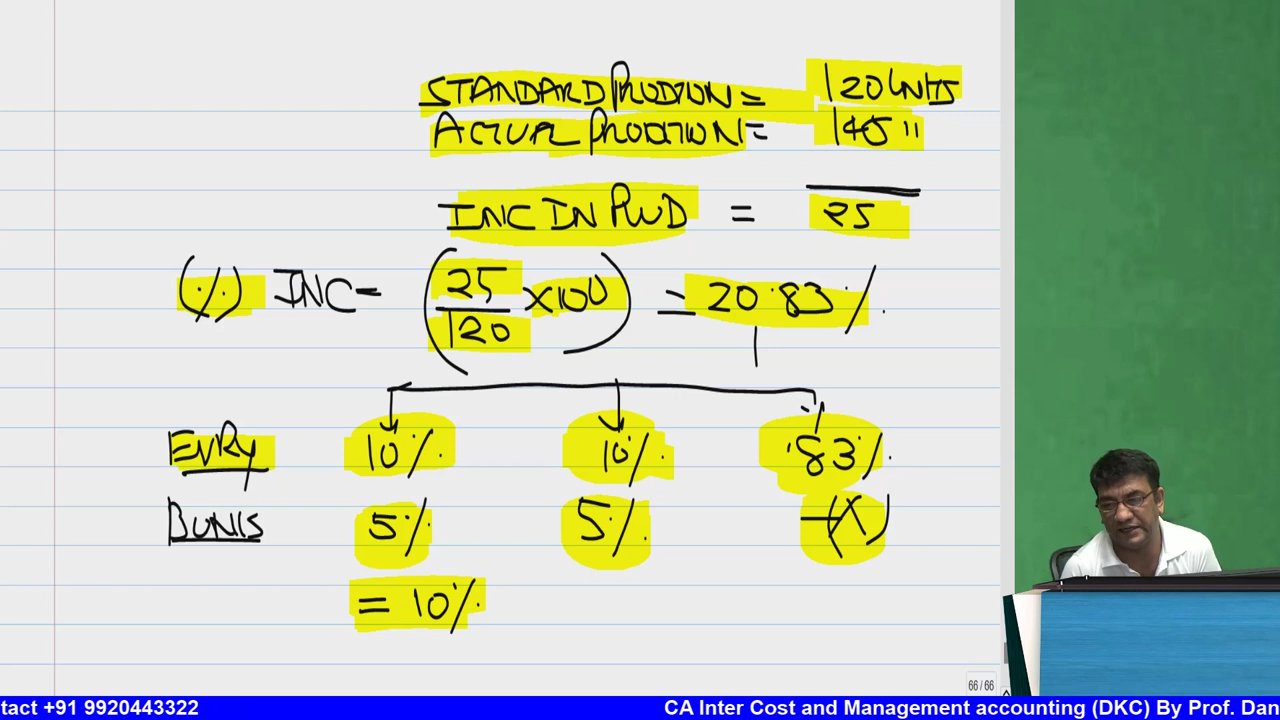 STANDARD PRODTION = 120 UNITS
ACTUAL PRODTION = 145 "
INC IN PROD = 25
(%) INC = (25/120 ×100) = 20.83%.
EVRY 10%. 10%. .83%.
BONUS 5%. 5%. -(X)
= 10%.
66 / 66
tact +91 9920443322 CA Inter Cost and Management accounting (DKC) By Prof. Dan